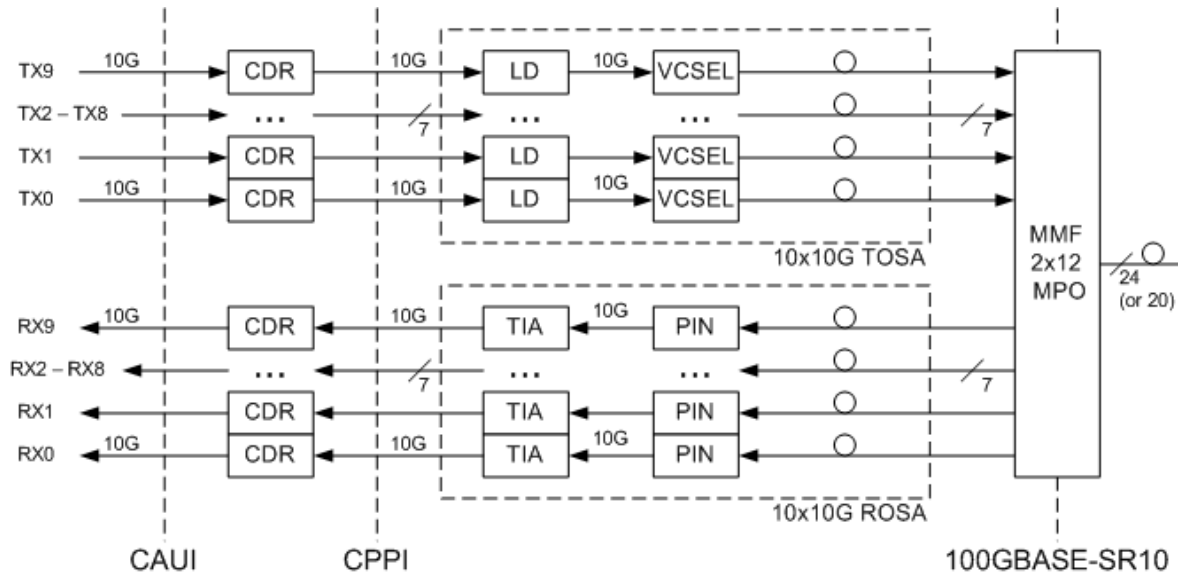 TX9 10G CDR 10G LD 10G VCSEL
TX2 – TX8 ... 7 ... ... 7
TX1 CDR LD VCSEL
TX0 10G CDR 10G LD 10G VCSEL
10x10G TOSA
MMF
2x12
MPO
24
(or 20)
RX9 10G CDR 10G TIA 10G PIN
RX2 – RX8 ... 7 ... ... 7
RX1 CDR TIA PIN
RX0 10G CDR 10G TIA 10G PIN
10x10G ROSA
CAUI CPPI 100GBASE-SR10